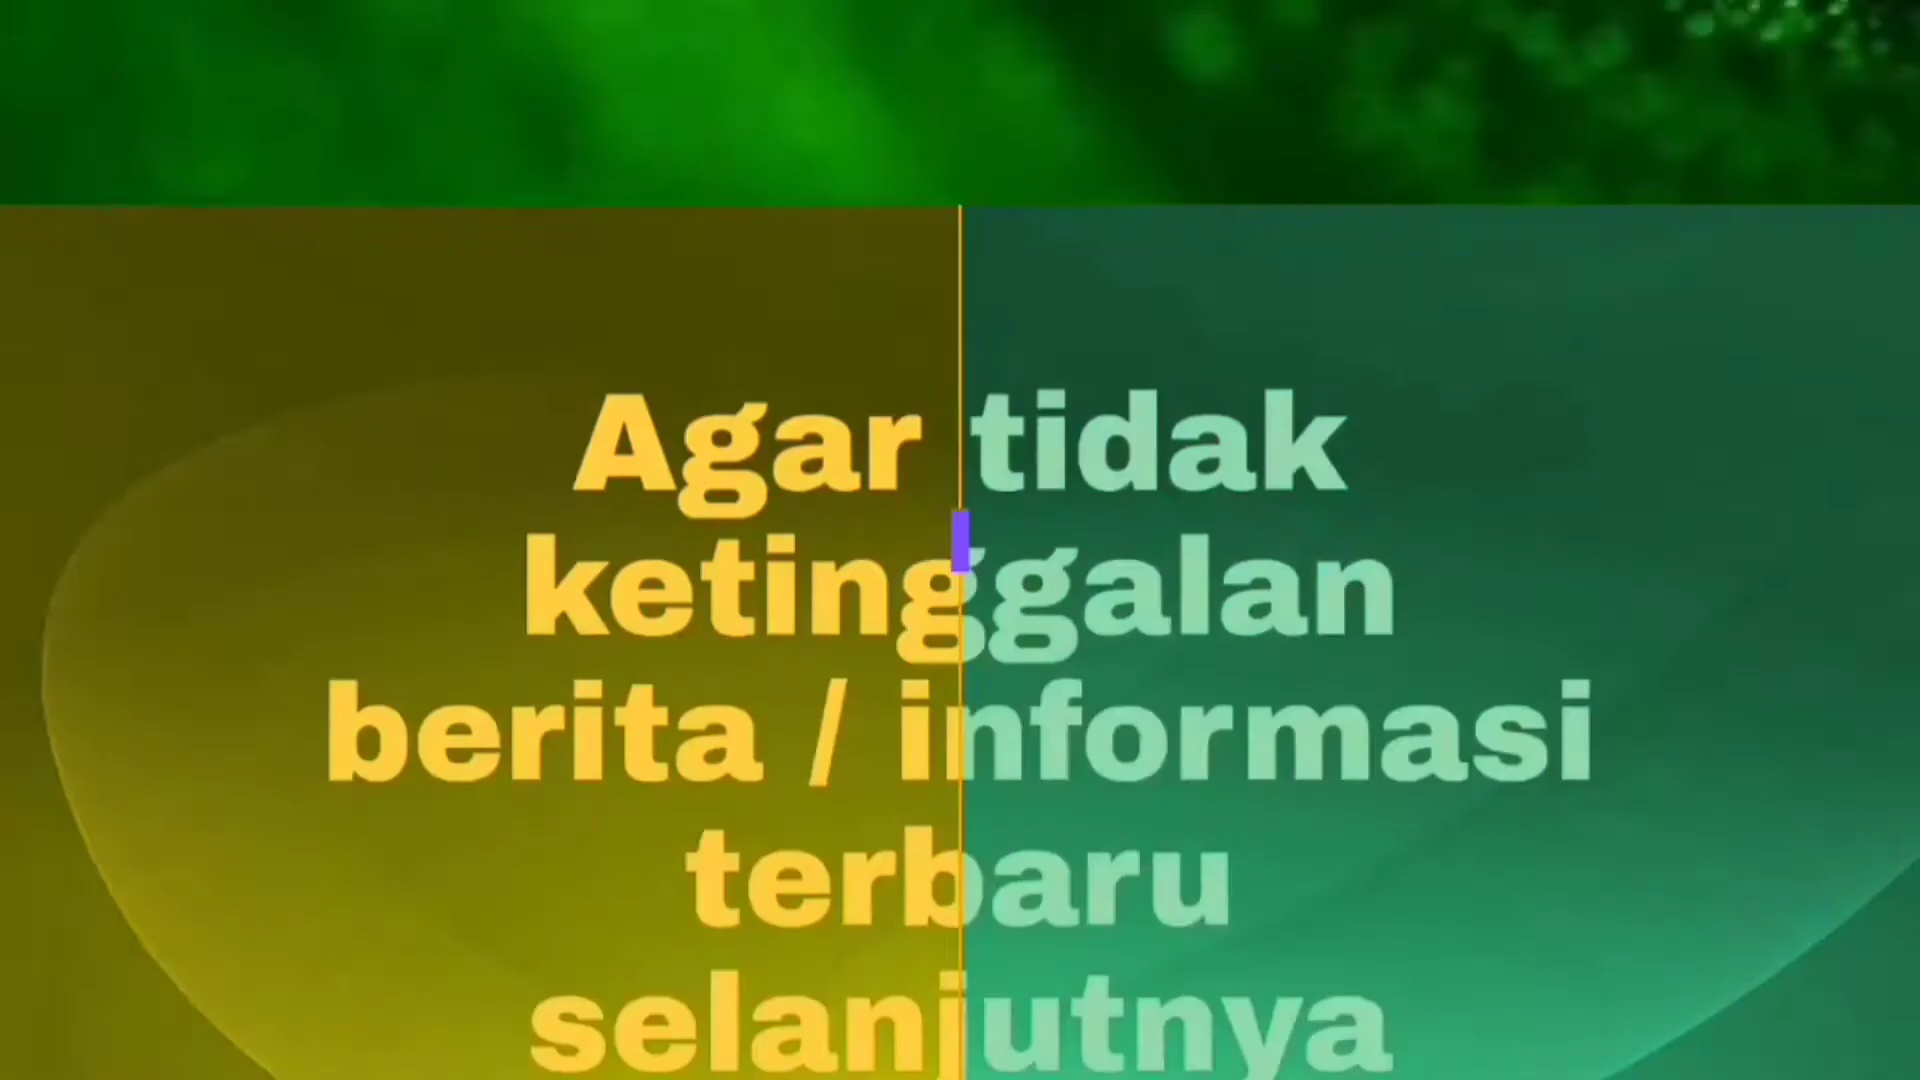 Agar tidak
ketinggalan
berita / informasi
terbaru
selanjutnya